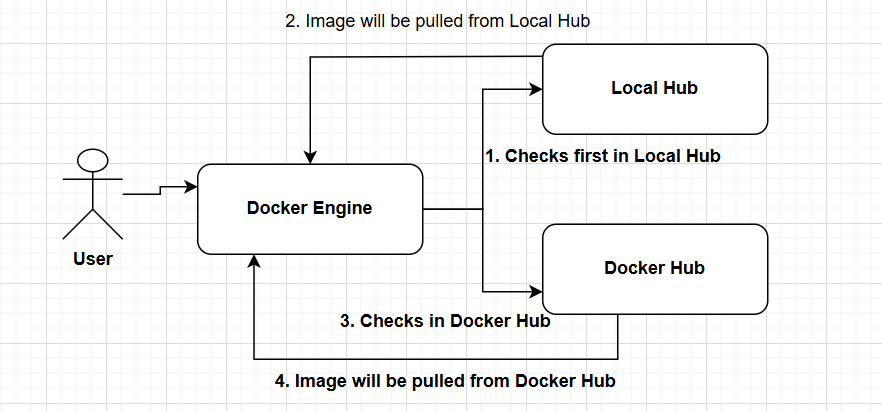 2. Image will be pulled from Local Hub
Local Hub
1. Checks first in Local Hub
Docker Engine
User
Docker Hub
3. Checks in Docker Hub
4. Image will be pulled from Docker Hub